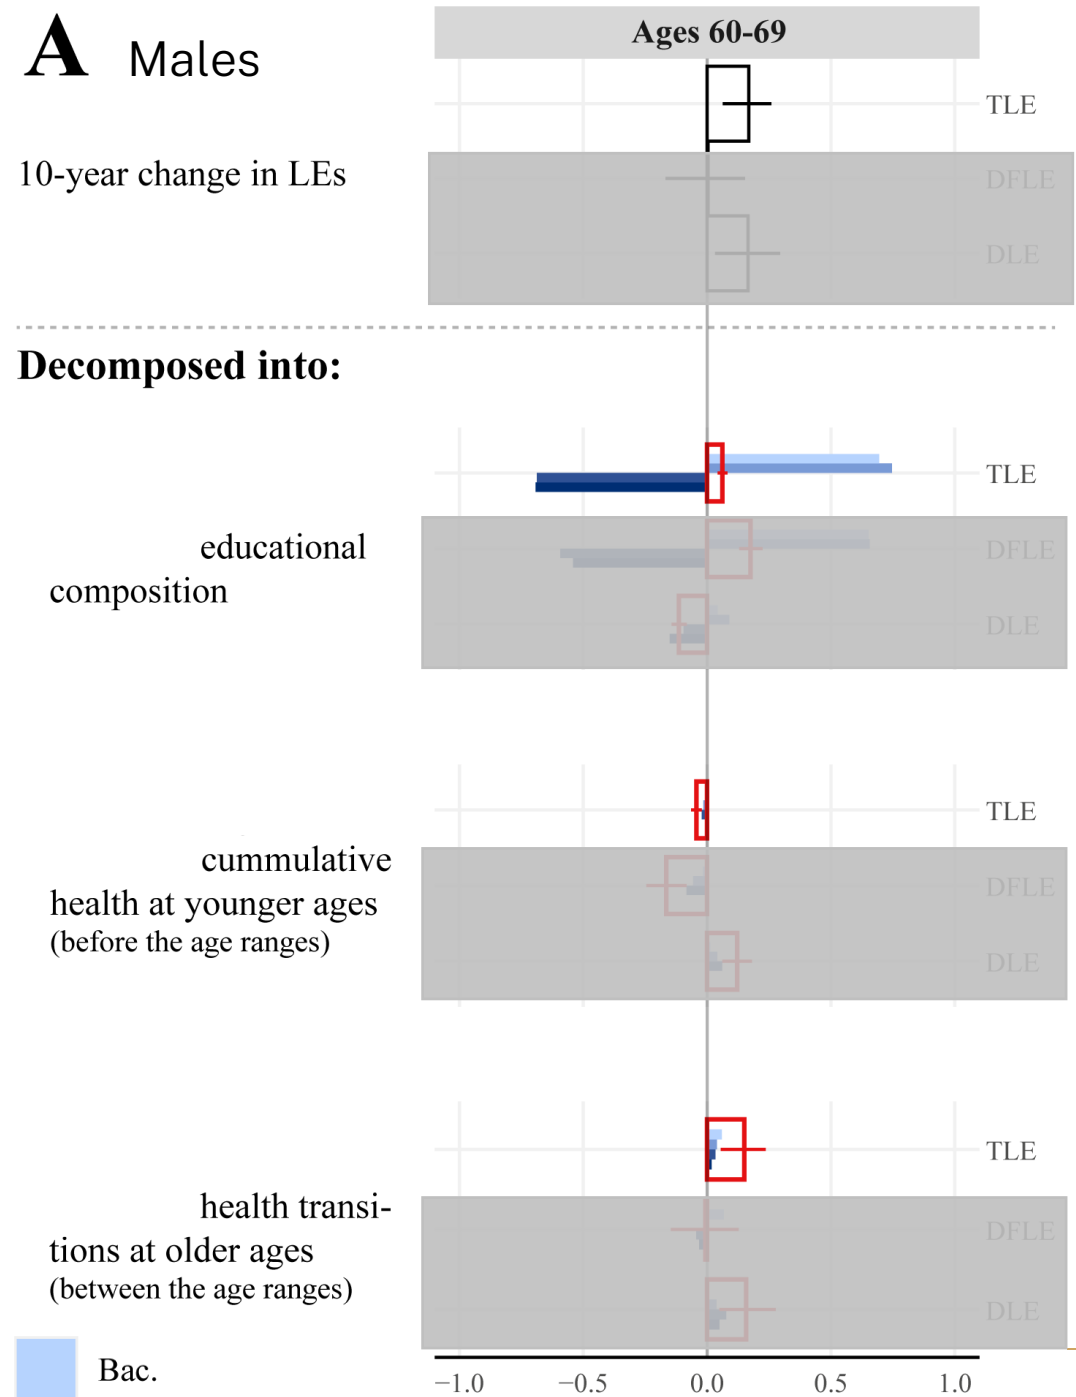 A Males
Ages 60-69
TLE
10-year change in LEs
DFLE
DLE
Decomposed into:
TLE
educational
composition
DFLE
DLE
TLE
cummulative
health at younger ages
(before the age ranges)
DFLE
DLE
TLE
health transi-
tions at older ages
(between the age ranges)
DFLE
DLE
Bac.
−1.0 −0.5 0.0 0.5 1.0